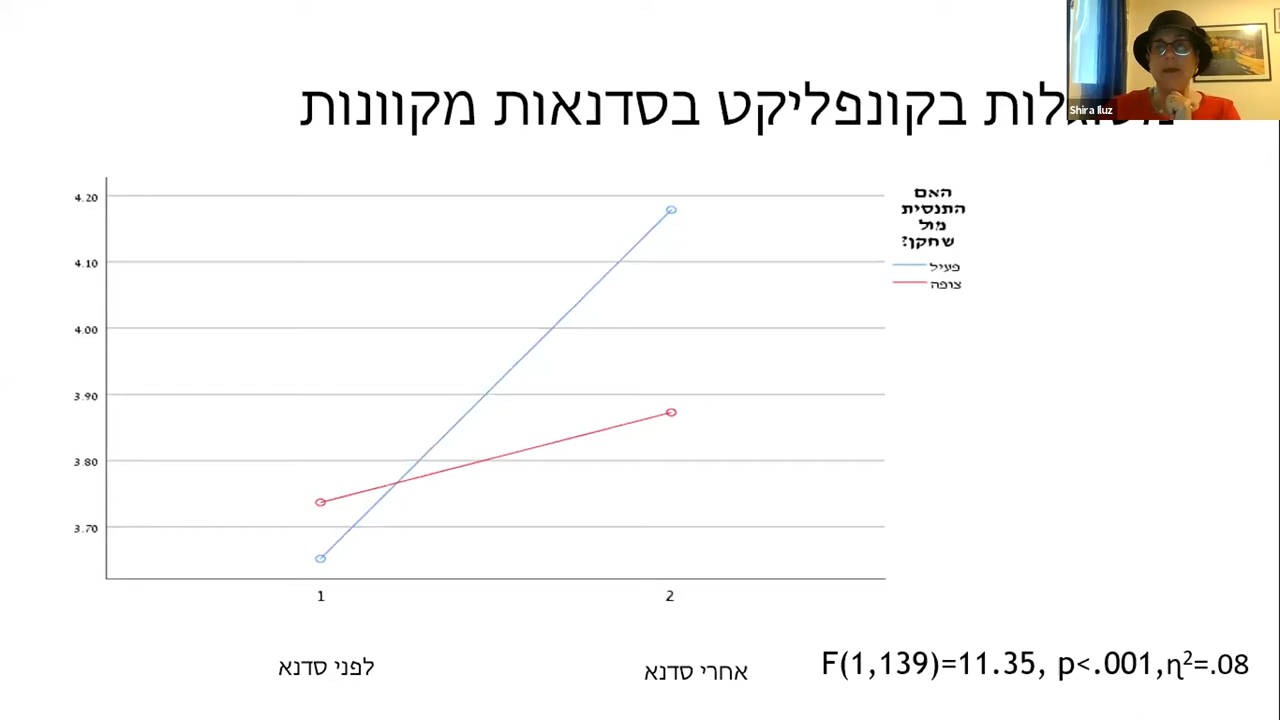 Shira Iluz
בקונפליקט בסדנאות מקוונות
האם
התנסית
מול
שחקן?
פעיל
צופה
4.20
4.10
4.00
3.90
3.80
3.70
1
2
לפני סדנא
אחרי סדנא
F(1,139)=11.35, p<.001,η²=.08